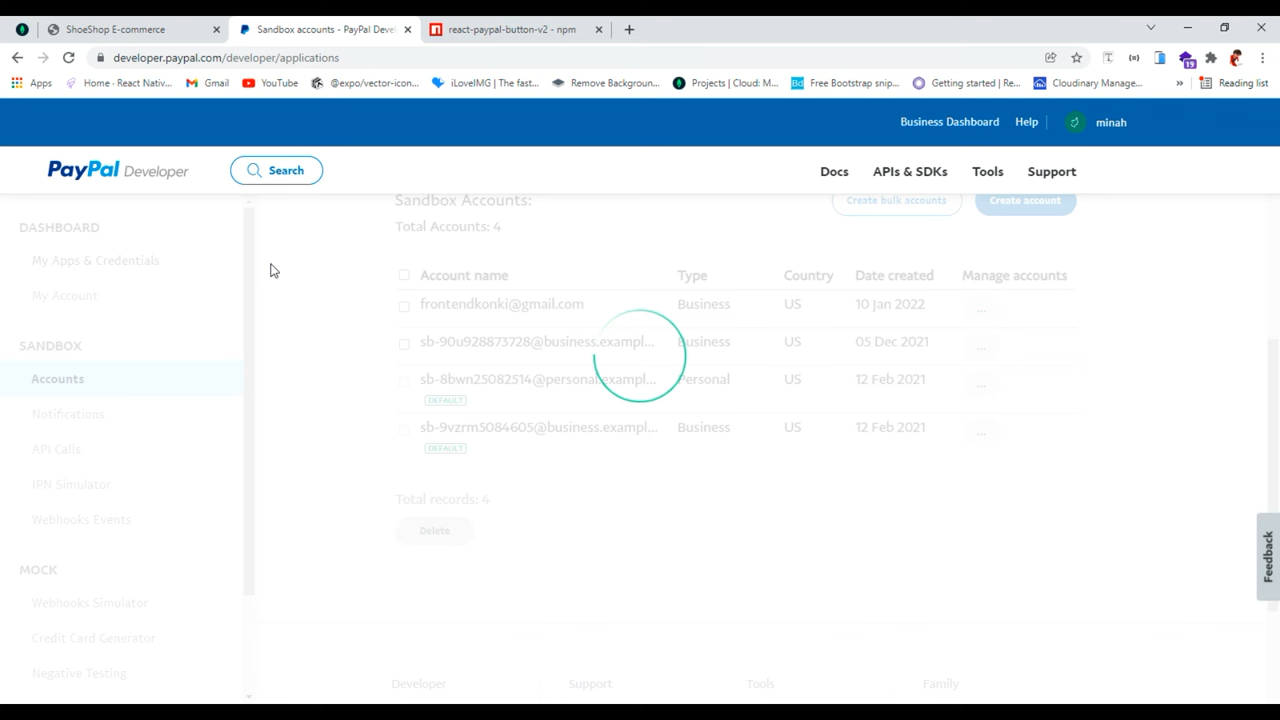 ShoeShop E-commerce
Sandbox accounts - PayPal Deve
react-paypal-button-v2 - npm
developer.paypal.com/developer/applications
Apps Home - React Nativ... Gmail YouTube @expo/vector-icon... iLoveIMG | The fast... Remove Backgroun... Projects | Cloud: M... Free Bootstrap snip... Getting started | Re... Cloudinary Manage... » Reading list
19
Business Dashboard Help minah
PayPal Developer Search Docs APIs & SDKs Tools Support
DASHBOARD
My Apps & Credentials
My Account
SANDBOX
Accounts
Notifications
API Calls
IPN Simulator
Webhooks Events
MOCK
Webhooks Simulator
Credit Card Generator
Negative Testing
Sandbox Accounts: Create bulk accounts Create account
Total Accounts: 4
Account name Type Country Date created Manage accounts
frontendkonki@gmail.com Business US 10 Jan 2022 ...
sb-90u928873728@business.exampl... Business US 05 Dec 2021 ...
sb-8bwn25082514@personal.exampl... Personal US 12 Feb 2021 ...
DEFAULT
sb-9vzrm5084605@business.exampl... Business US 12 Feb 2021 ...
DEFAULT
Total records: 4
Delete
Feedback
Developer Support Tools Family